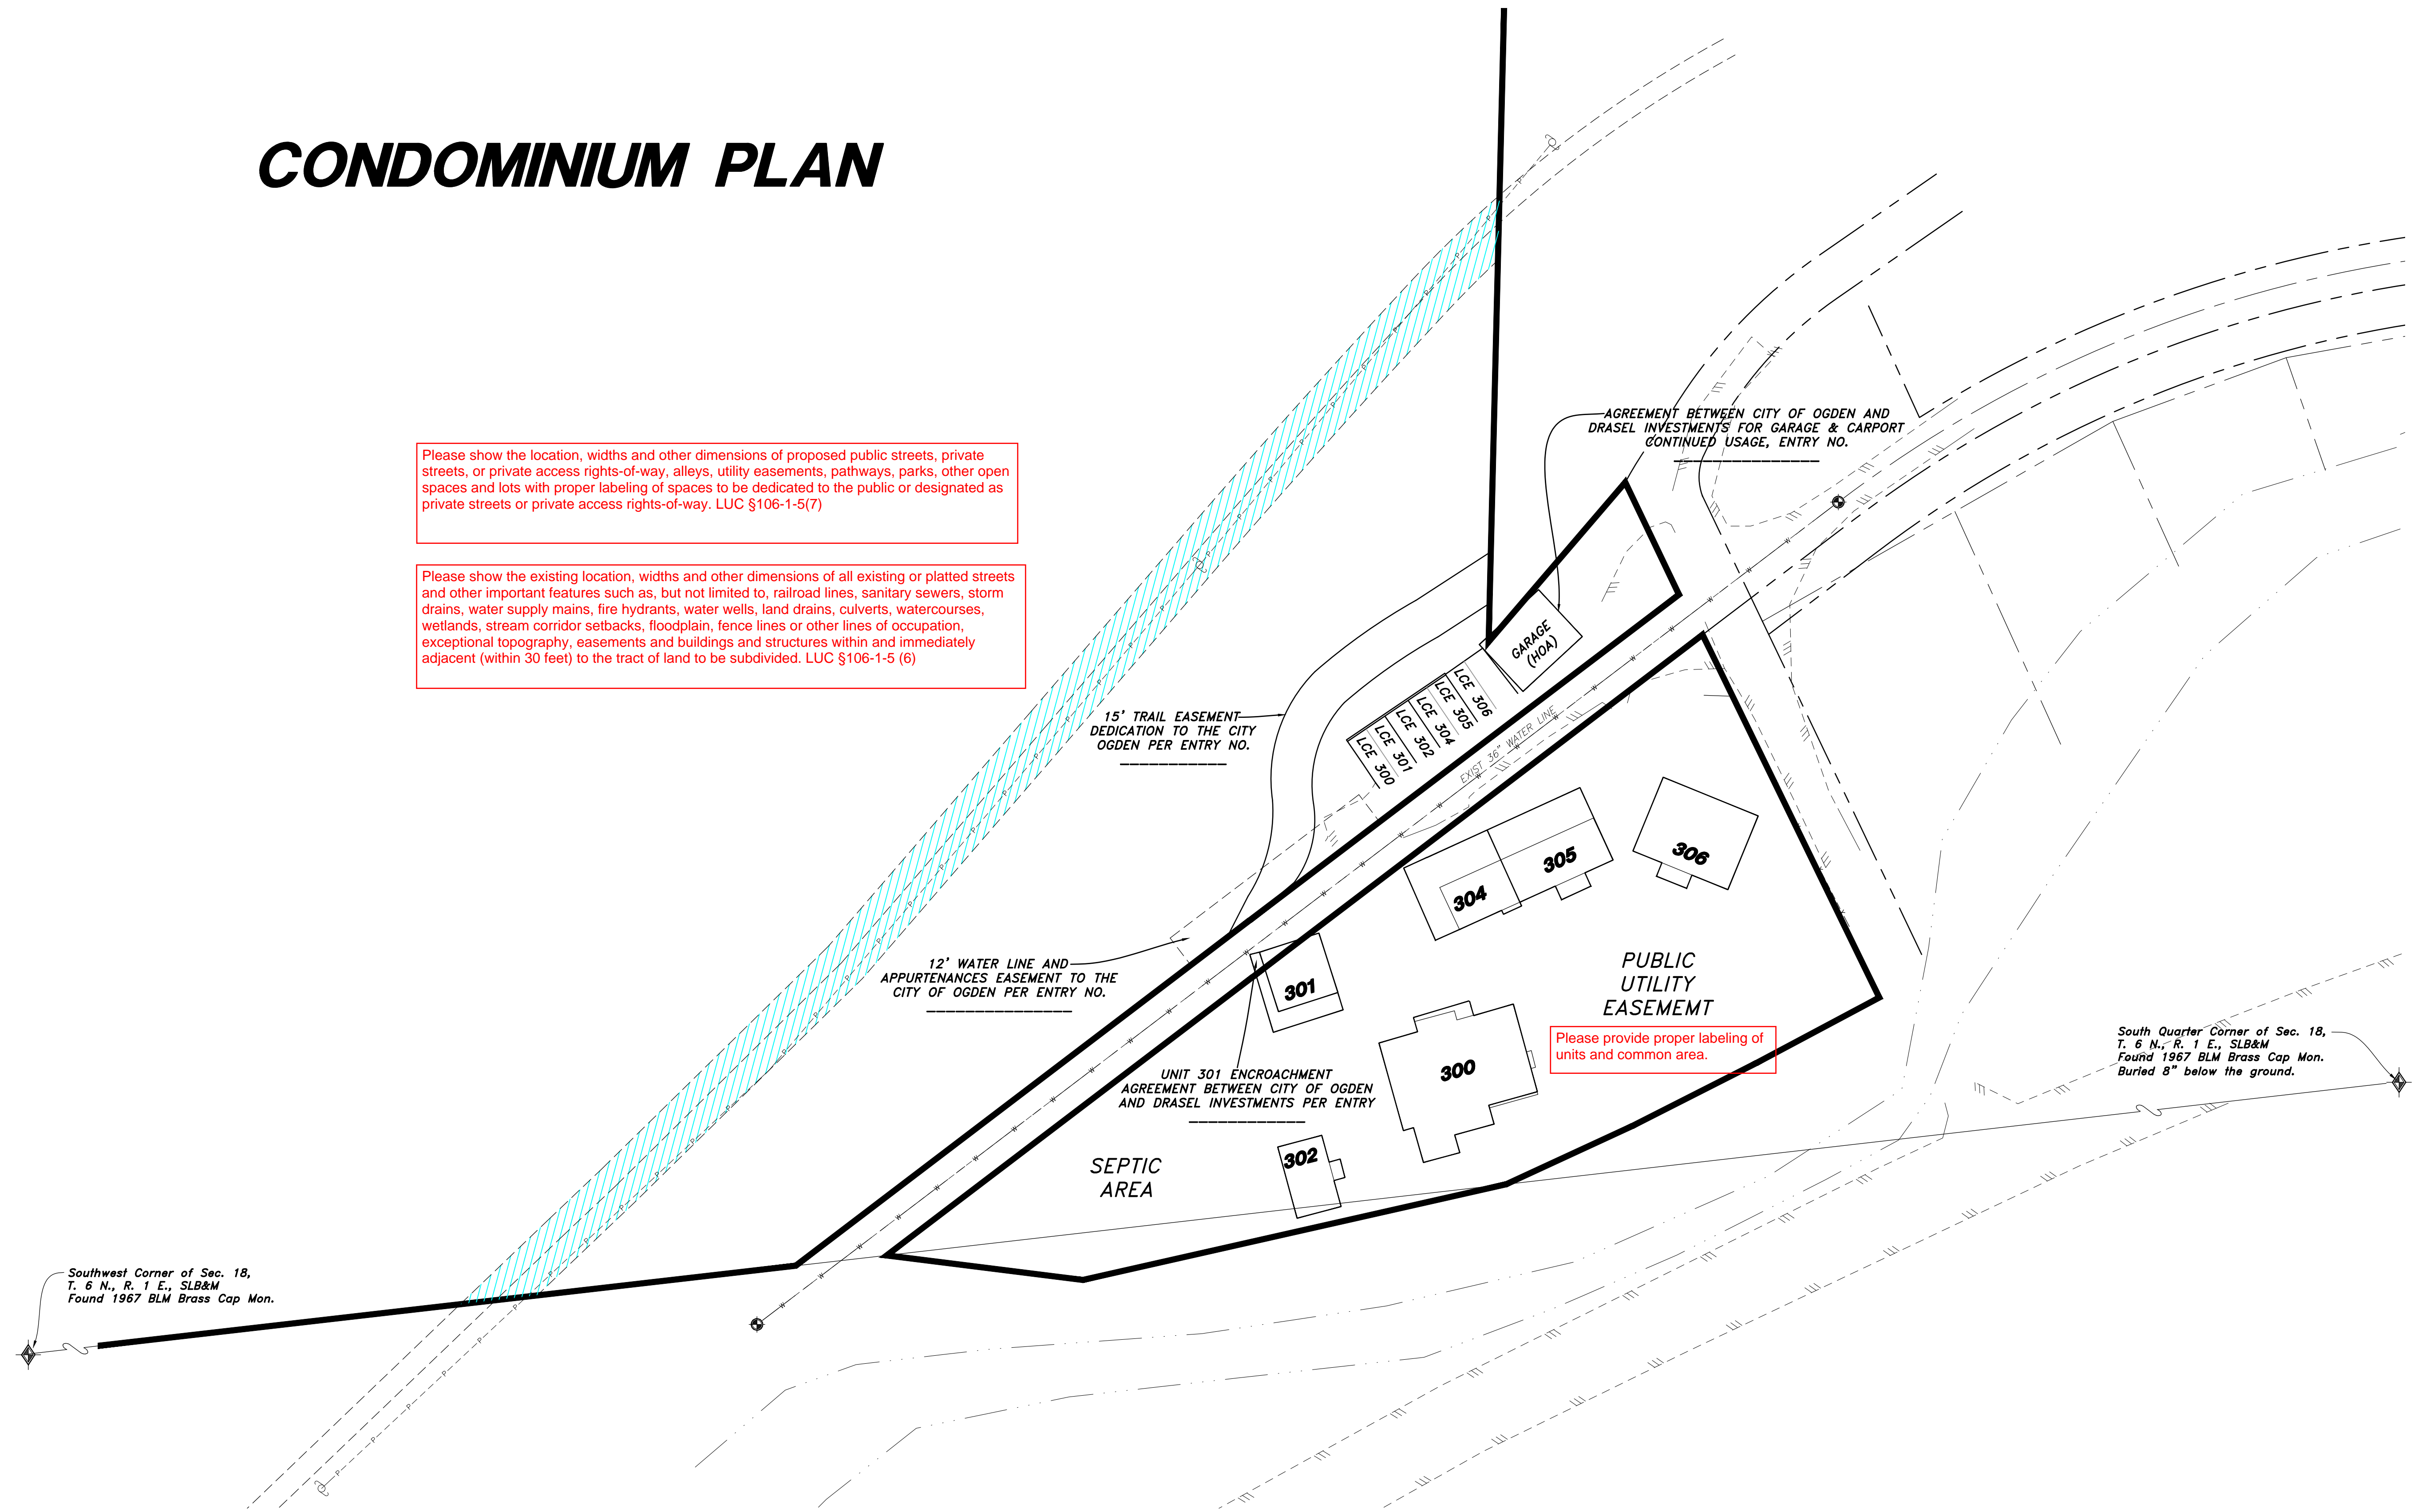 CONDOMINIUM PLAN
Please show the location, widths and other dimensions of proposed public streets, private
streets, or private access rights-of-way, alleys, utility easements, pathways, parks, other open
spaces and lots with proper labeling of spaces to be dedicated to the public or designated as
private streets or private access rights-of-way. LUC §106-1-5(7)
Please show the existing location, widths and other dimensions of all existing or platted streets
and other important features such as, but not limited to, railroad lines, sanitary sewers, storm
drains, water supply mains, fire hydrants, water wells, land drains, culverts, watercourses,
wetlands, stream corridor setbacks, floodplain, fence lines or other lines of occupation,
exceptional topography, easements and buildings and structures within and immediately
adjacent (within 30 feet) to the tract of land to be subdivided. LUC §106-1-5 (6)
AGREEMENT BETWEEN CITY OF OGDEN AND
DRASEL INVESTMENTS FOR GARAGE & CARPORT
CONTINUED USAGE, ENTRY NO.
GARAGE
(HOA)
LCE 306
LCE 305
LCE 304
LCE 302
LCE 301
LCE 300
15' TRAIL EASEMENT
DEDICATION TO THE CITY
OGDEN PER ENTRY NO.
EXIST 36" WATER LINE
305
306
304
12' WATER LINE AND
APPURTENANCES EASEMENT TO THE
CITY OF OGDEN PER ENTRY NO.
301
PUBLIC
UTILITY
EASEMEMT
Please provide proper labeling of
units and common area.
300
UNIT 301 ENCROACHMENT
AGREEMENT BETWEEN CITY OF OGDEN
AND DRASEL INVESTMENTS PER ENTRY
302
SEPTIC
AREA
South Quarter Corner of Sec. 18,
T. 6 N., R. 1 E., SLB&M
Found 1967 BLM Brass Cap Mon.
Buried 8" below the ground.
Southwest Corner of Sec. 18,
T. 6 N., R. 1 E., SLB&M
Found 1967 BLM Brass Cap Mon.